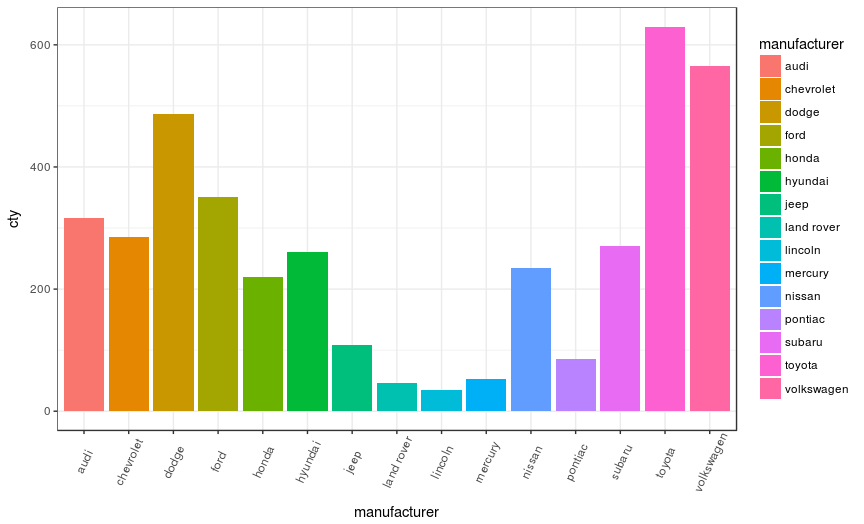 600
400
200
0
cty
audi
chevrolet
dodge
ford
honda
hyundai
jeep
land rover
lincoln
mercury
nissan
pontiac
subaru
toyota
volkswagen
manufacturer
manufacturer
audi
chevrolet
dodge
ford
honda
hyundai
jeep
land rover
lincoln
mercury
nissan
pontiac
subaru
toyota
volkswagen